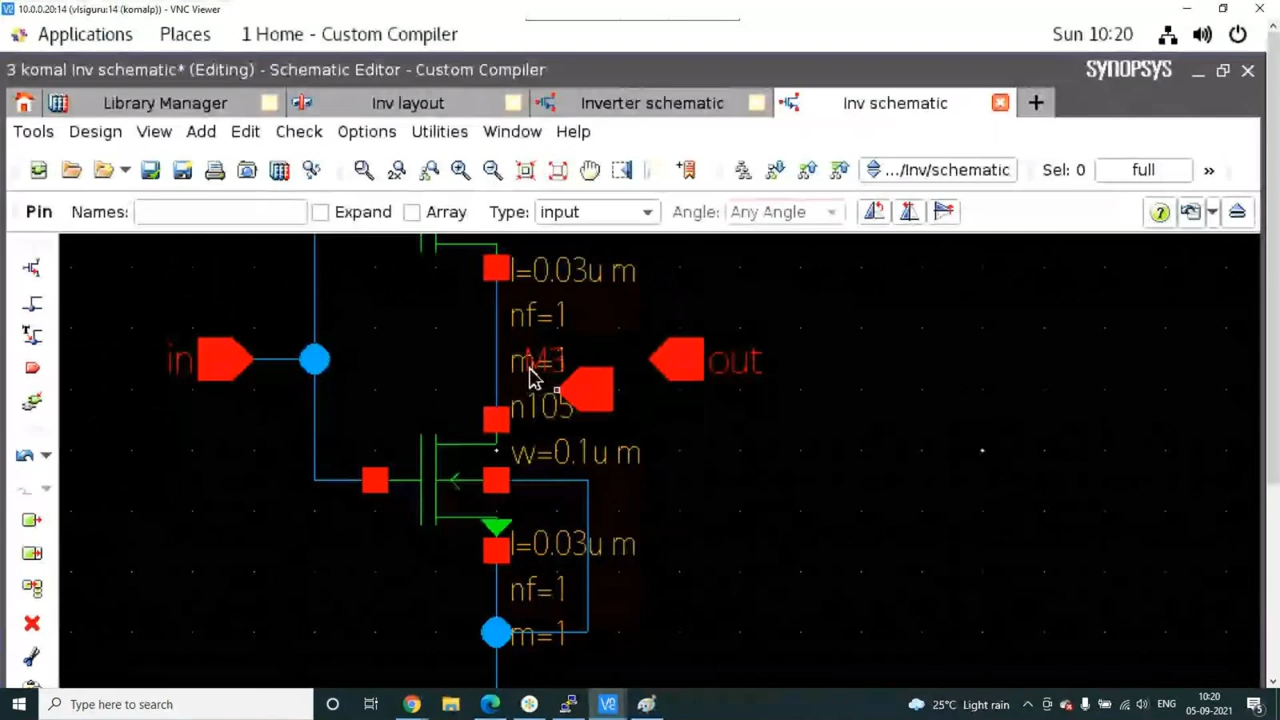 10.0.0.20:14 (vlsiguru:14 (komalp)) - VNC Viewer
Applications Places 1 Home - Custom Compiler Sun 10:20
3 komal Inv schematic* (Editing) - Schematic Editor - Custom Compiler SYNOPSYS
Library Manager Inv layout Inverter schematic Inv schematic
Tools Design View Add Edit Check Options Utilities Window Help
.../Inv/schematic Sel: 0 full »
Pin Names: Expand Array Type: input Angle: Any Angle
l=0.03u m
nf=1
in M3 m=1 out
n105
w=0.1u m
l=0.03u m
nf=1
m=1
Type here to search 25°C Light rain ENG 10:20
05-09-2021